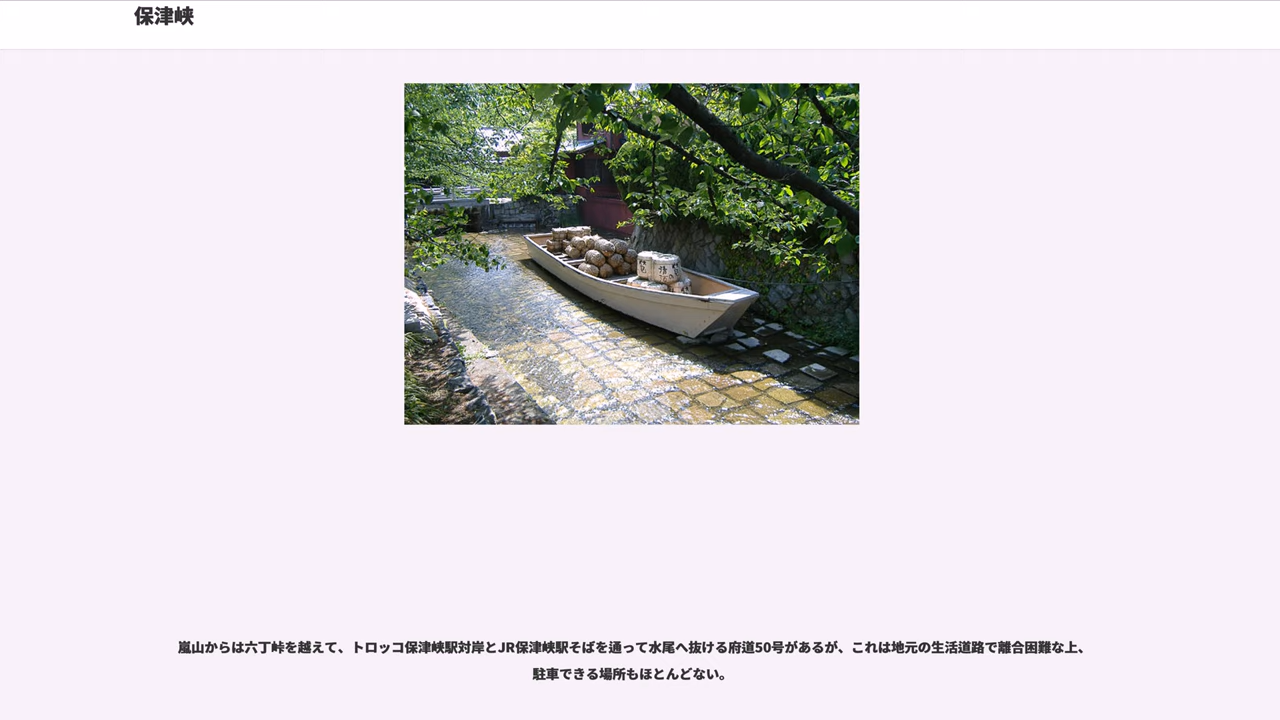 保津峡
嵐山からは六丁峠を越えて、トロッコ保津峡駅対岸とJR保津峡駅そばを通って水尾へ抜ける府道50号があるが、これは地元の生活道路で離合困難な上、
駐車できる場所もほとんどない。